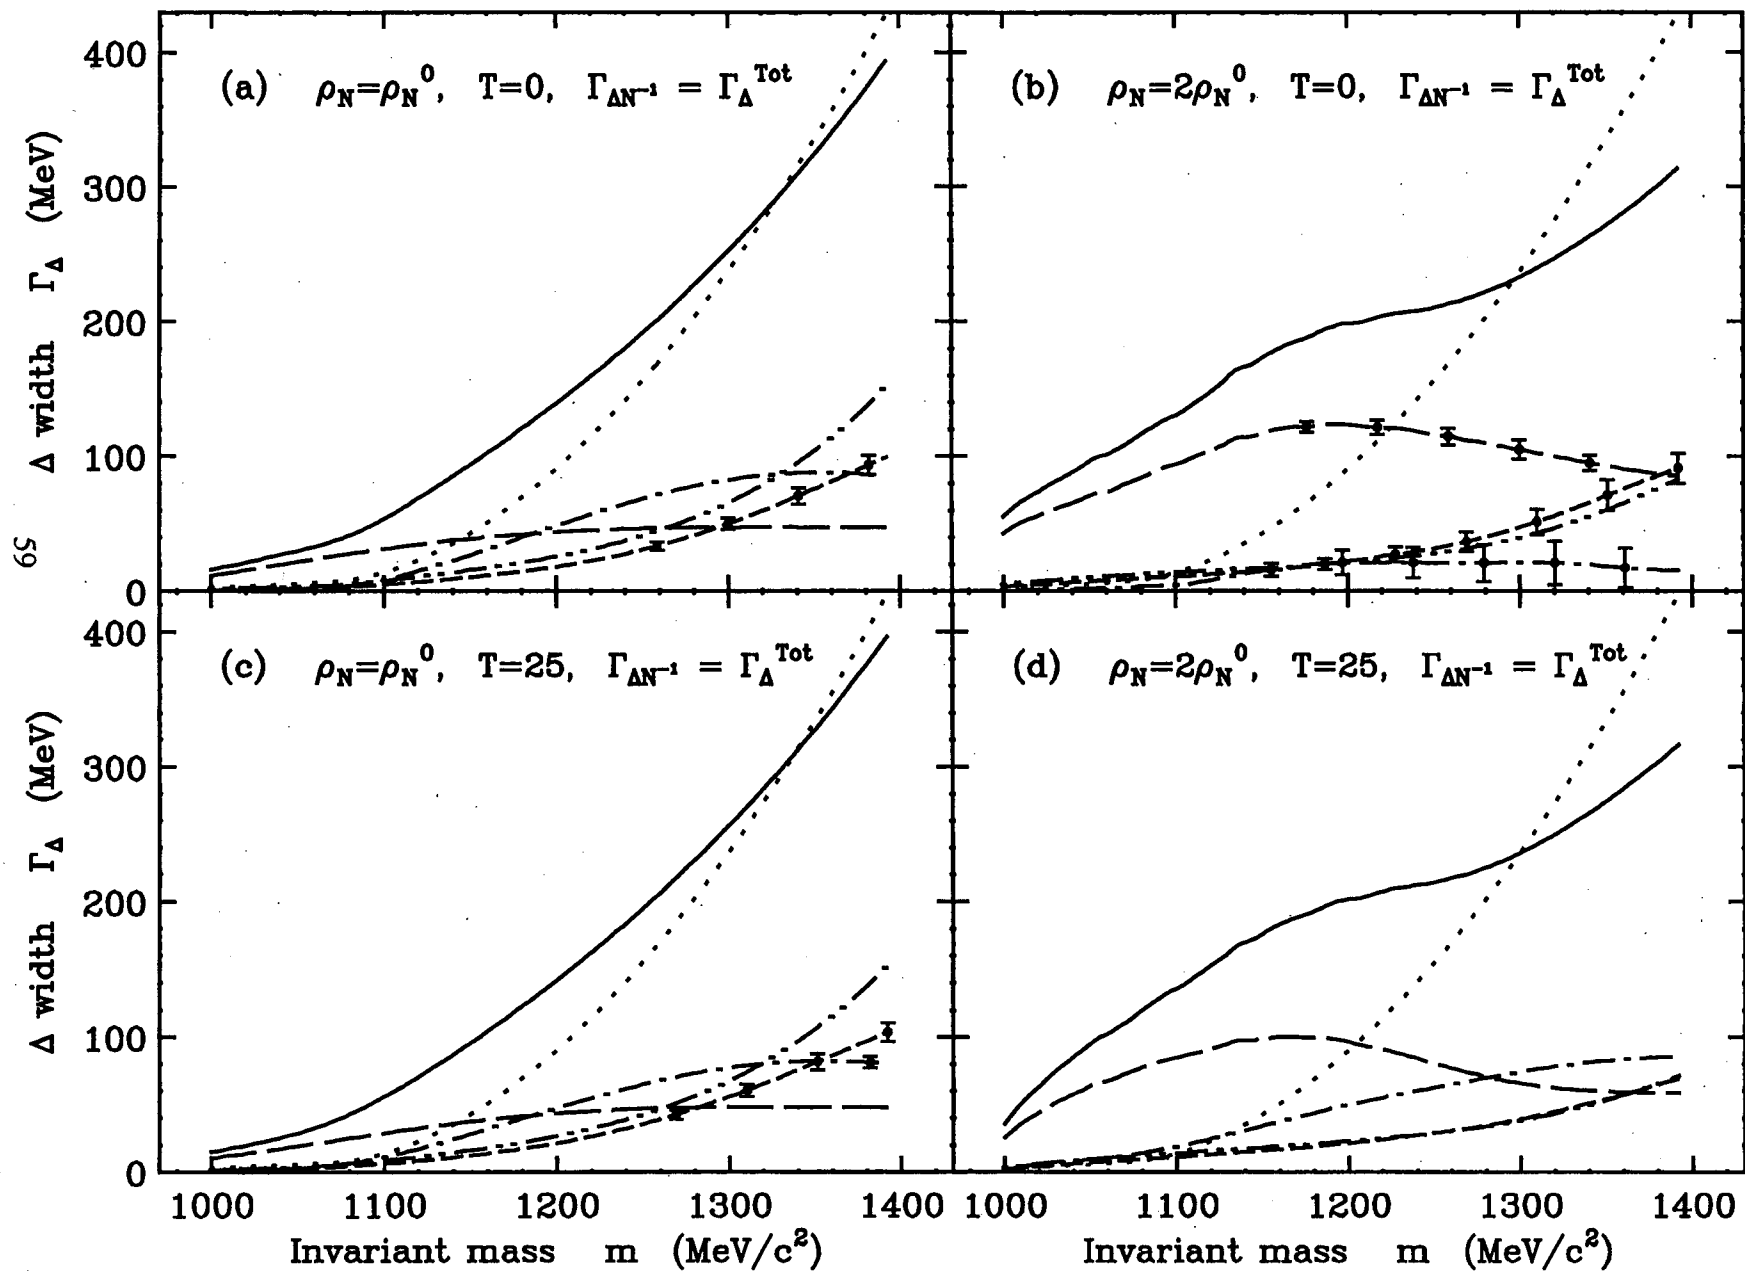 (a) ρN=ρN⁰, T=0, ΓΔN⁻¹ = ΓΔᵀᵒᵗ
(b) ρN=2ρN⁰, T=0, ΓΔN⁻¹ = ΓΔᵀᵒᵗ
400
300
200
100
0
Δ width ΓΔ (MeV)
59
(c) ρN=ρN⁰, T=25, ΓΔN⁻¹ = ΓΔᵀᵒᵗ
(d) ρN=2ρN⁰, T=25, ΓΔN⁻¹ = ΓΔᵀᵒᵗ
400
300
200
100
0
Δ width ΓΔ (MeV)
1000 1100 1200 1300 1400
1000 1100 1200 1300 1400
Invariant mass m (MeV/c²)
Invariant mass m (MeV/c²)